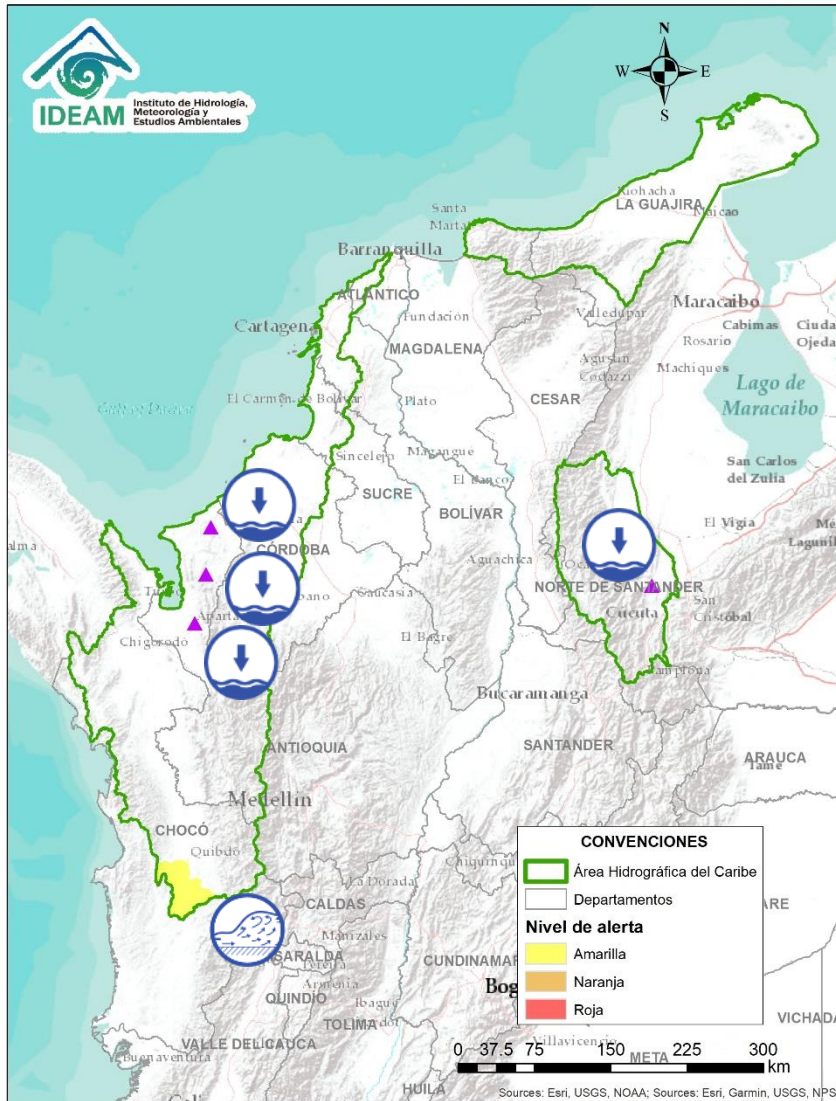 IDEAM
Instituto de Hidrología,
Meteorología y
Estudios Ambientales
N
W E
S
Riohacha
LA GUAJIRA
Maicao
Santa
Barranquilla
ATLÁNTICO
Fundación
Valledupar
Maracaibo
Cabimas
Ciuda
Cartagena
MAGDALENA
Rosario
Ojeda
Machiques
Agustín
Codazzi
CESAR
Lago de
Maracaibo
El Carmen de Bolívar
Plato
Sincelejo
Magangué
San Carlos
del Zulia
El Banco
SUCRE
BOLÍVAR
El Vigía
CÓRDOBA
Aguachica
NORTE DE SANTANDER
Cúcuta
San
Cristóbal
Caucasia
Chigorodó
El Bagre
Bucaramanga
ANTIOQUIA
SANTANDER
ARAUCA
Tame
Medellín
CHOCÓ
Quibdó
La Dorada
CALDAS
Manizales
Pereira
Armenia
QUINDÍO
Ibagué
TOLIMA
VALLE DEL CAUCA
Buenaventura
HUILA
Villavicencio
META
VICHADA
CONVENCIONES
Área Hidrográfica del Caribe
Departamentos
Nivel de alerta
Amarilla
Naranja
Roja
0 37.5 75 150 225 300
km
Sources: Esri, USGS, NOAA; Sources: Esri, Garmin, USGS, NPS